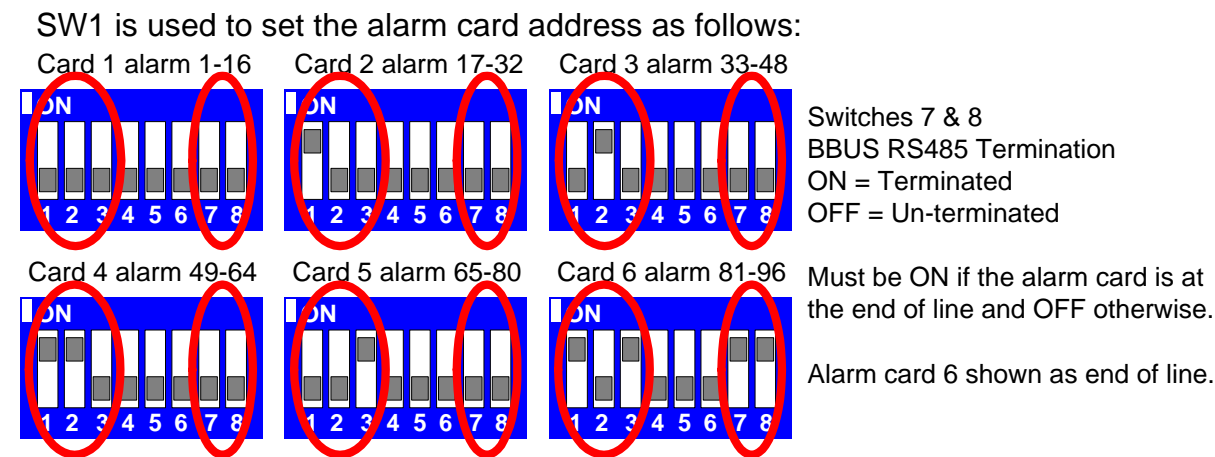 SW1 is used to set the alarm card address as follows:
Card 1 alarm 1-16
Card 2 alarm 17-32
Card 3 alarm 33-48
ON
ON
ON
1 2 3 4 5 6 7 8
1 2 3 4 5 6 7 8
1 2 3 4 5 6 7 8
Switches 7 & 8
BBUS RS485 Termination
ON = Terminated
OFF = Un-terminated
Card 4 alarm 49-64
Card 5 alarm 65-80
Card 6 alarm 81-96
ON
ON
ON
1 2 3 4 5 6 7 8
1 2 3 4 5 6 7 8
1 2 3 4 5 6 7 8
Must be ON if the alarm card is at
the end of line and OFF otherwise.
Alarm card 6 shown as end of line.